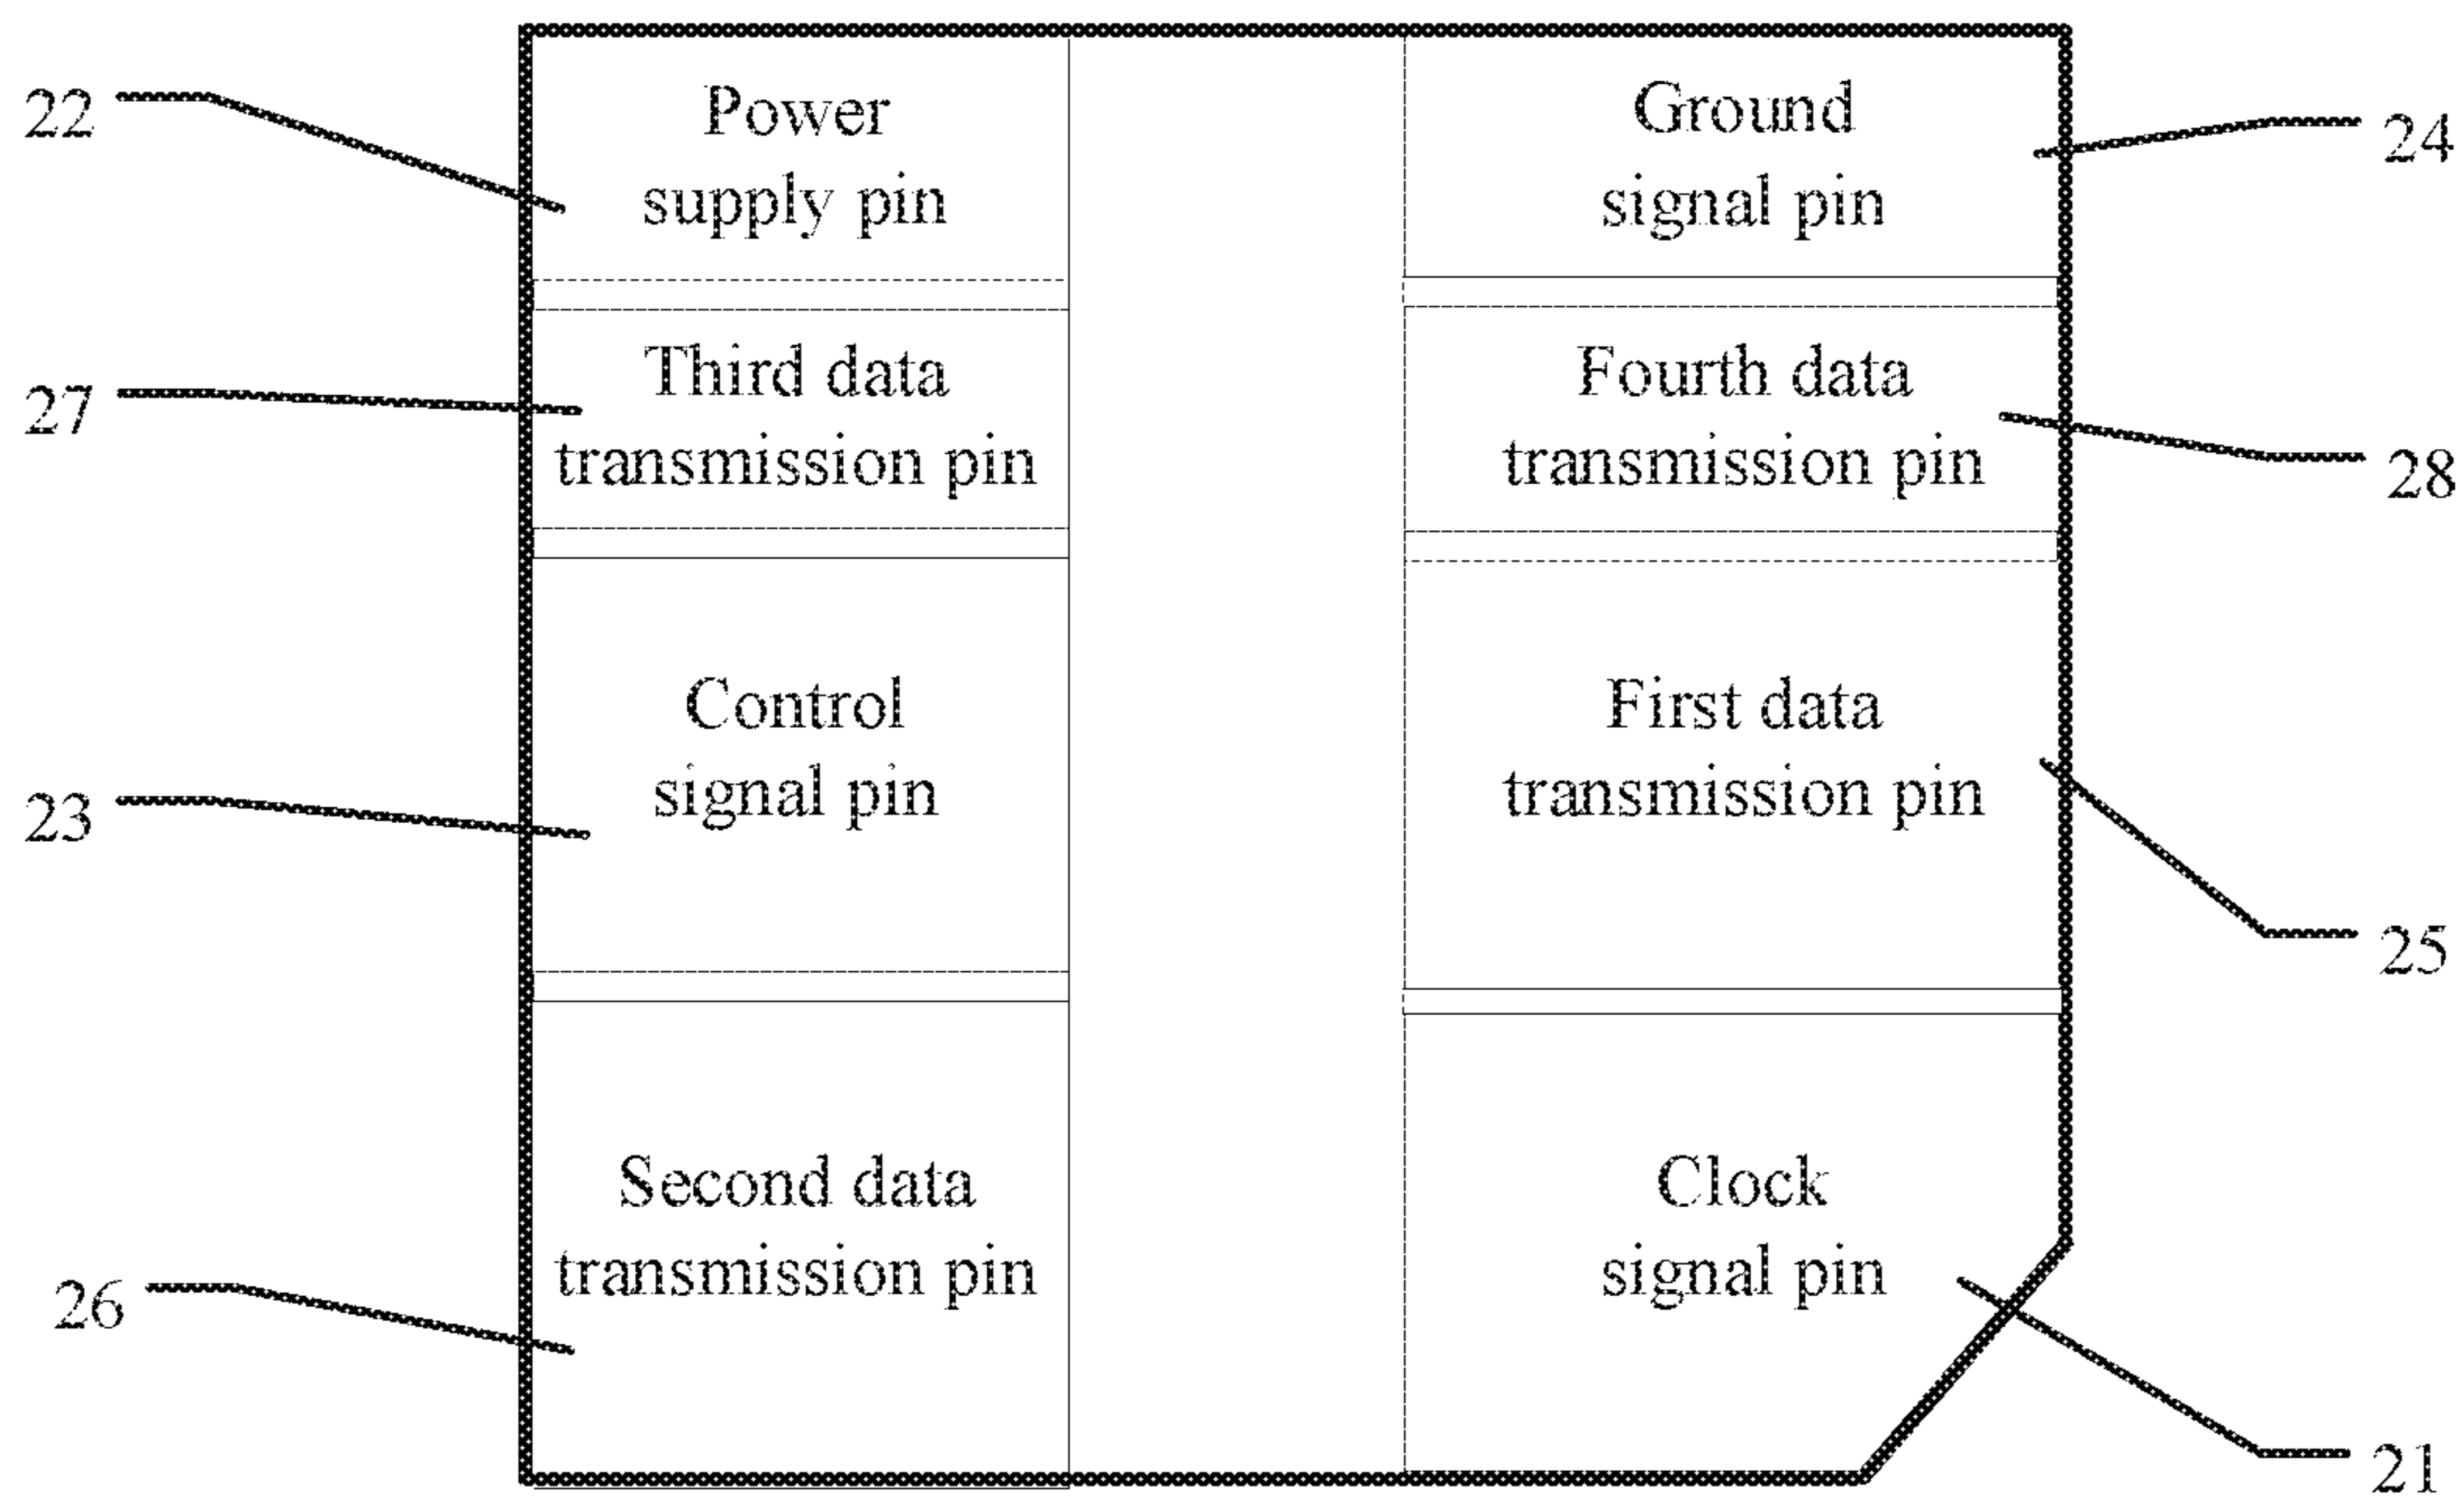 22
Power
supply pin
Ground
signal pin
24
27
Third data
transmission pin
Fourth data
transmission pin
28
23
Control
signal pin
First data
transmission pin
25
26
Second data
transmission pin
Clock
signal pin
21